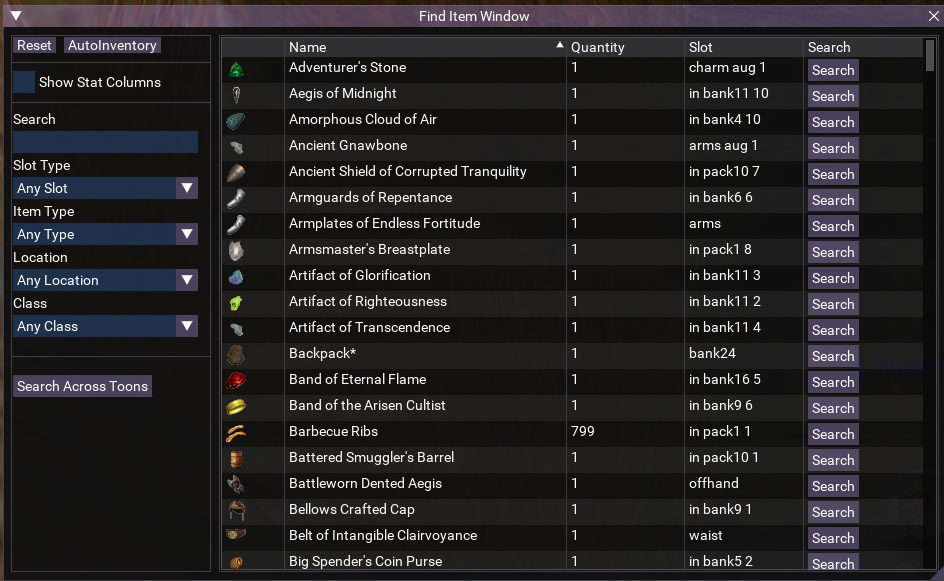 Find Item Window
Reset AutoInventory
Show Stat Columns
Search
Slot Type
Any Slot
Item Type
Any Type
Location
Any Location
Class
Any Class
Search Across Toons
Name Quantity Slot Search
Adventurer's Stone 1 charm aug 1 Search
Aegis of Midnight 1 in bank11 10 Search
Amorphous Cloud of Air 1 in bank4 10 Search
Ancient Gnawbone 1 arms aug 1 Search
Ancient Shield of Corrupted Tranquility 1 in pack10 7 Search
Armguards of Repentance 1 in bank6 6 Search
Armplates of Endless Fortitude 1 arms Search
Armsmaster's Breastplate 1 in pack1 8 Search
Artifact of Glorification 1 in bank11 3 Search
Artifact of Righteousness 1 in bank11 2 Search
Artifact of Transcendence 1 in bank11 4 Search
Backpack* 1 bank24 Search
Band of Eternal Flame 1 in bank16 5 Search
Band of the Arisen Cultist 1 in bank9 6 Search
Barbecue Ribs 799 in pack1 1 Search
Battered Smuggler's Barrel 1 in pack10 1 Search
Battleworn Dented Aegis 1 offhand Search
Bellows Crafted Cap 1 in bank9 1 Search
Belt of Intangible Clairvoyance 1 waist Search
Big Spender's Coin Purse 1 in bank5 2 Search